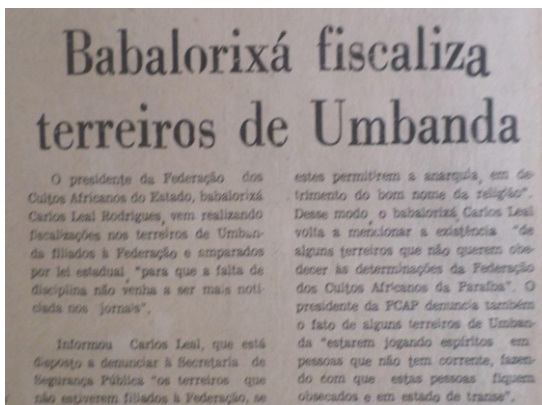 Babalorixá fiscaliza
terreiros de Umbanda
O presidente da Federação dos
Cultos Africanos do Estado, babalorixá
Carlos Leal Rodrigues, vem realizando
fiscalizações nos terreiros de Umban-
da filiados à Federação e amparados
por lei estadual, "para que a falta de
disciplina não venha a ser mais noti-
ciada nos jornais".
Informou Carlos Leal, que está
disposto a denunciar à Secretaria de
Segurança Pública "os terreiros que
não estiverem filiados à Federação, se
estes permitirem a anarquia, em de-
trimento do bom nome da religião".
Desse modo, o babalorixá Carlos Leal
volta a mencionar a existência "de
alguns terreiros que não querem obe-
decer às determinações da Federação
dos Cultos Africanos da Paraíba". O
presidente da FCAP denuncia também
o fato de alguns terreiros de Umban-
da "estarem jogando espíritos em
pessoas que não tem corrente, fazen-
do com que estas pessoas fiquem
obsecados e em estado de transe".